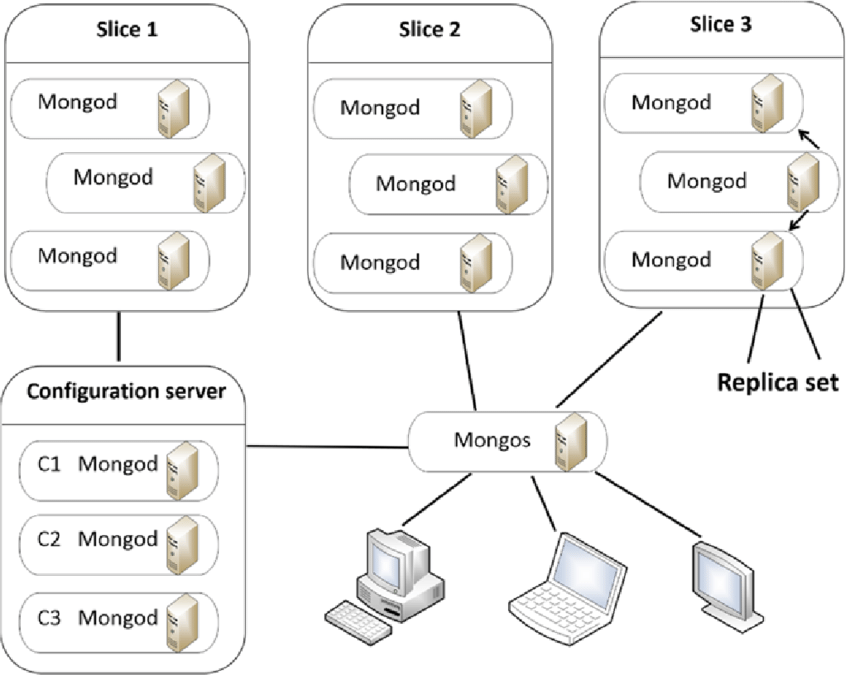 Slice 1
Mongod
Mongod
Mongod
Slice 2
Mongod
Mongod
Mongod
Slice 3
Mongod
Mongod
Mongod
Replica set
Configuration server
C1 Mongod
C2 Mongod
C3 Mongod
Mongos